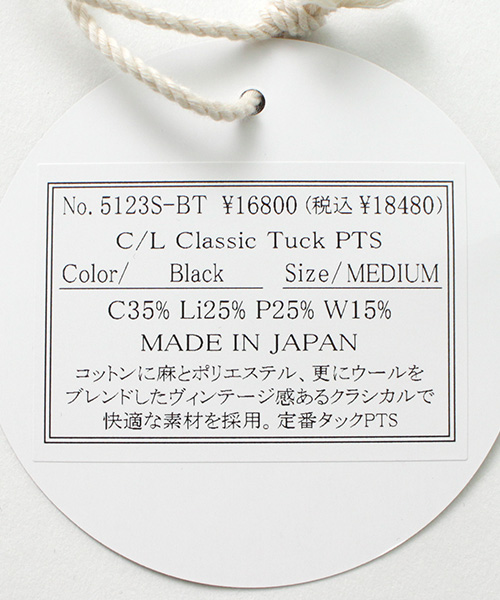 No. 5123S-BT ¥16800 (税込 ¥18480)
C/L Classic Tuck PTS
Color/ Black Size/MEDIUM
C35% Li25% P25% W15%
MADE IN JAPAN
コットンに麻とポリエステル、更にウールを
ブレンドしたヴィンテージ感あるクラシカルで
快適な素材を採用。定番タックPTS